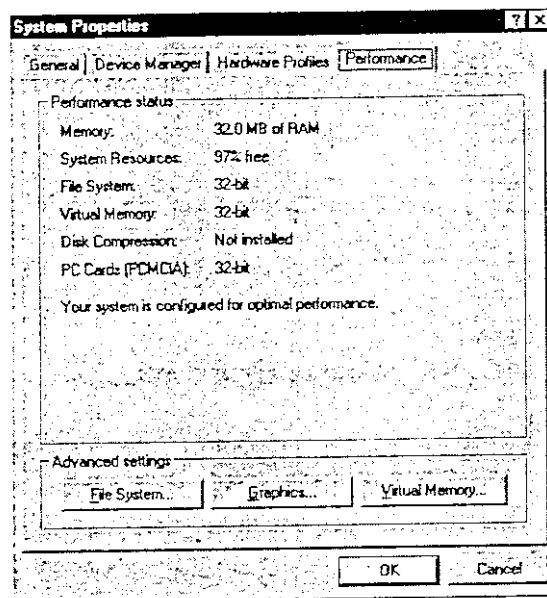 System Properties
General Device Manager Hardware Profiles Performance
Performance status
Memory: 32.0 MB of RAM
System Resources: 97% free
File System: 32-bit
Virtual Memory: 32-bit
Disk Compression: Not installed
PC Cards (PCMCIA): 32-bit
Your system is configured for optimal performance.
Advanced settings
File System... Graphics... Virtual Memory...
OK Cancel